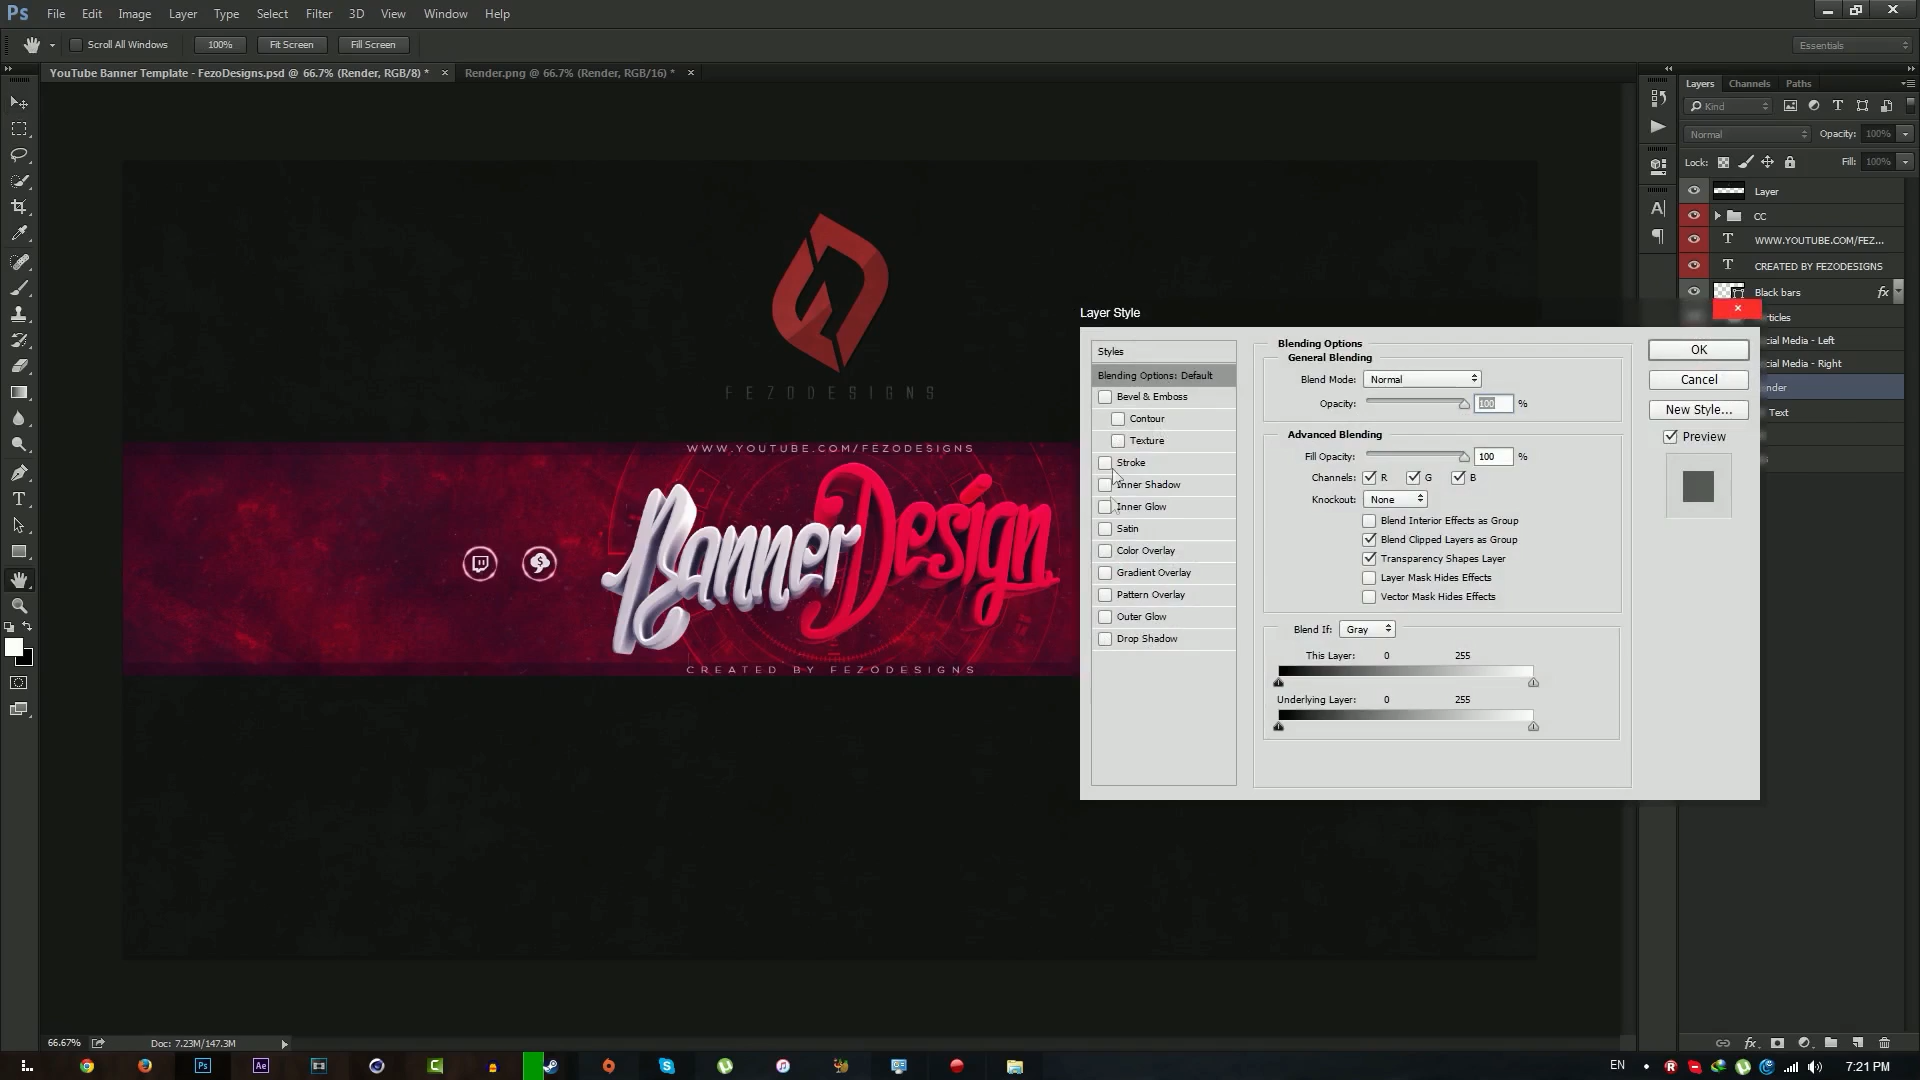 Ps File Edit Image Layer Type Select Filter 3D View Window Help
Scroll All Windows 100% Fit Screen Fill Screen Essentials
YouTube Banner Template - FezoDesigns.psd @ 66.7% (Render, RGB/8) * × Render.png @ 66.7% (Render, RGB/16) * ×
Layers Channels Paths
Kind
Normal Opacity: 100%
Lock: Fill: 100%
Layer
CC
WWW.YOUTUBE.COM/FEZ...
CREATED BY FEZODESIGNS
Black bars fx
rticles
cial Media - Left
cial Media - Right
nder
Text
FEZODESIGNS
WWW.YOUTUBE.COM/FEZODESIGNS
Banner Design
CREATED BY FEZODESIGNS
Layer Style
Styles
Blending Options: Default
Bevel & Emboss
Contour
Texture
Stroke
Inner Shadow
Inner Glow
Satin
Color Overlay
Gradient Overlay
Pattern Overlay
Outer Glow
Drop Shadow
Blending Options
General Blending
Blend Mode: Normal
Opacity: 100 %
Advanced Blending
Fill Opacity: 100 %
Channels: R G B
Knockout: None
Blend Interior Effects as Group
Blend Clipped Layers as Group
Transparency Shapes Layer
Layer Mask Hides Effects
Vector Mask Hides Effects
Blend If: Gray
This Layer: 0 255
Underlying Layer: 0 255
OK
Cancel
New Style...
Preview
66.67% Doc: 7.23M/147.3M
Ps Ae
EN 7:21 PM